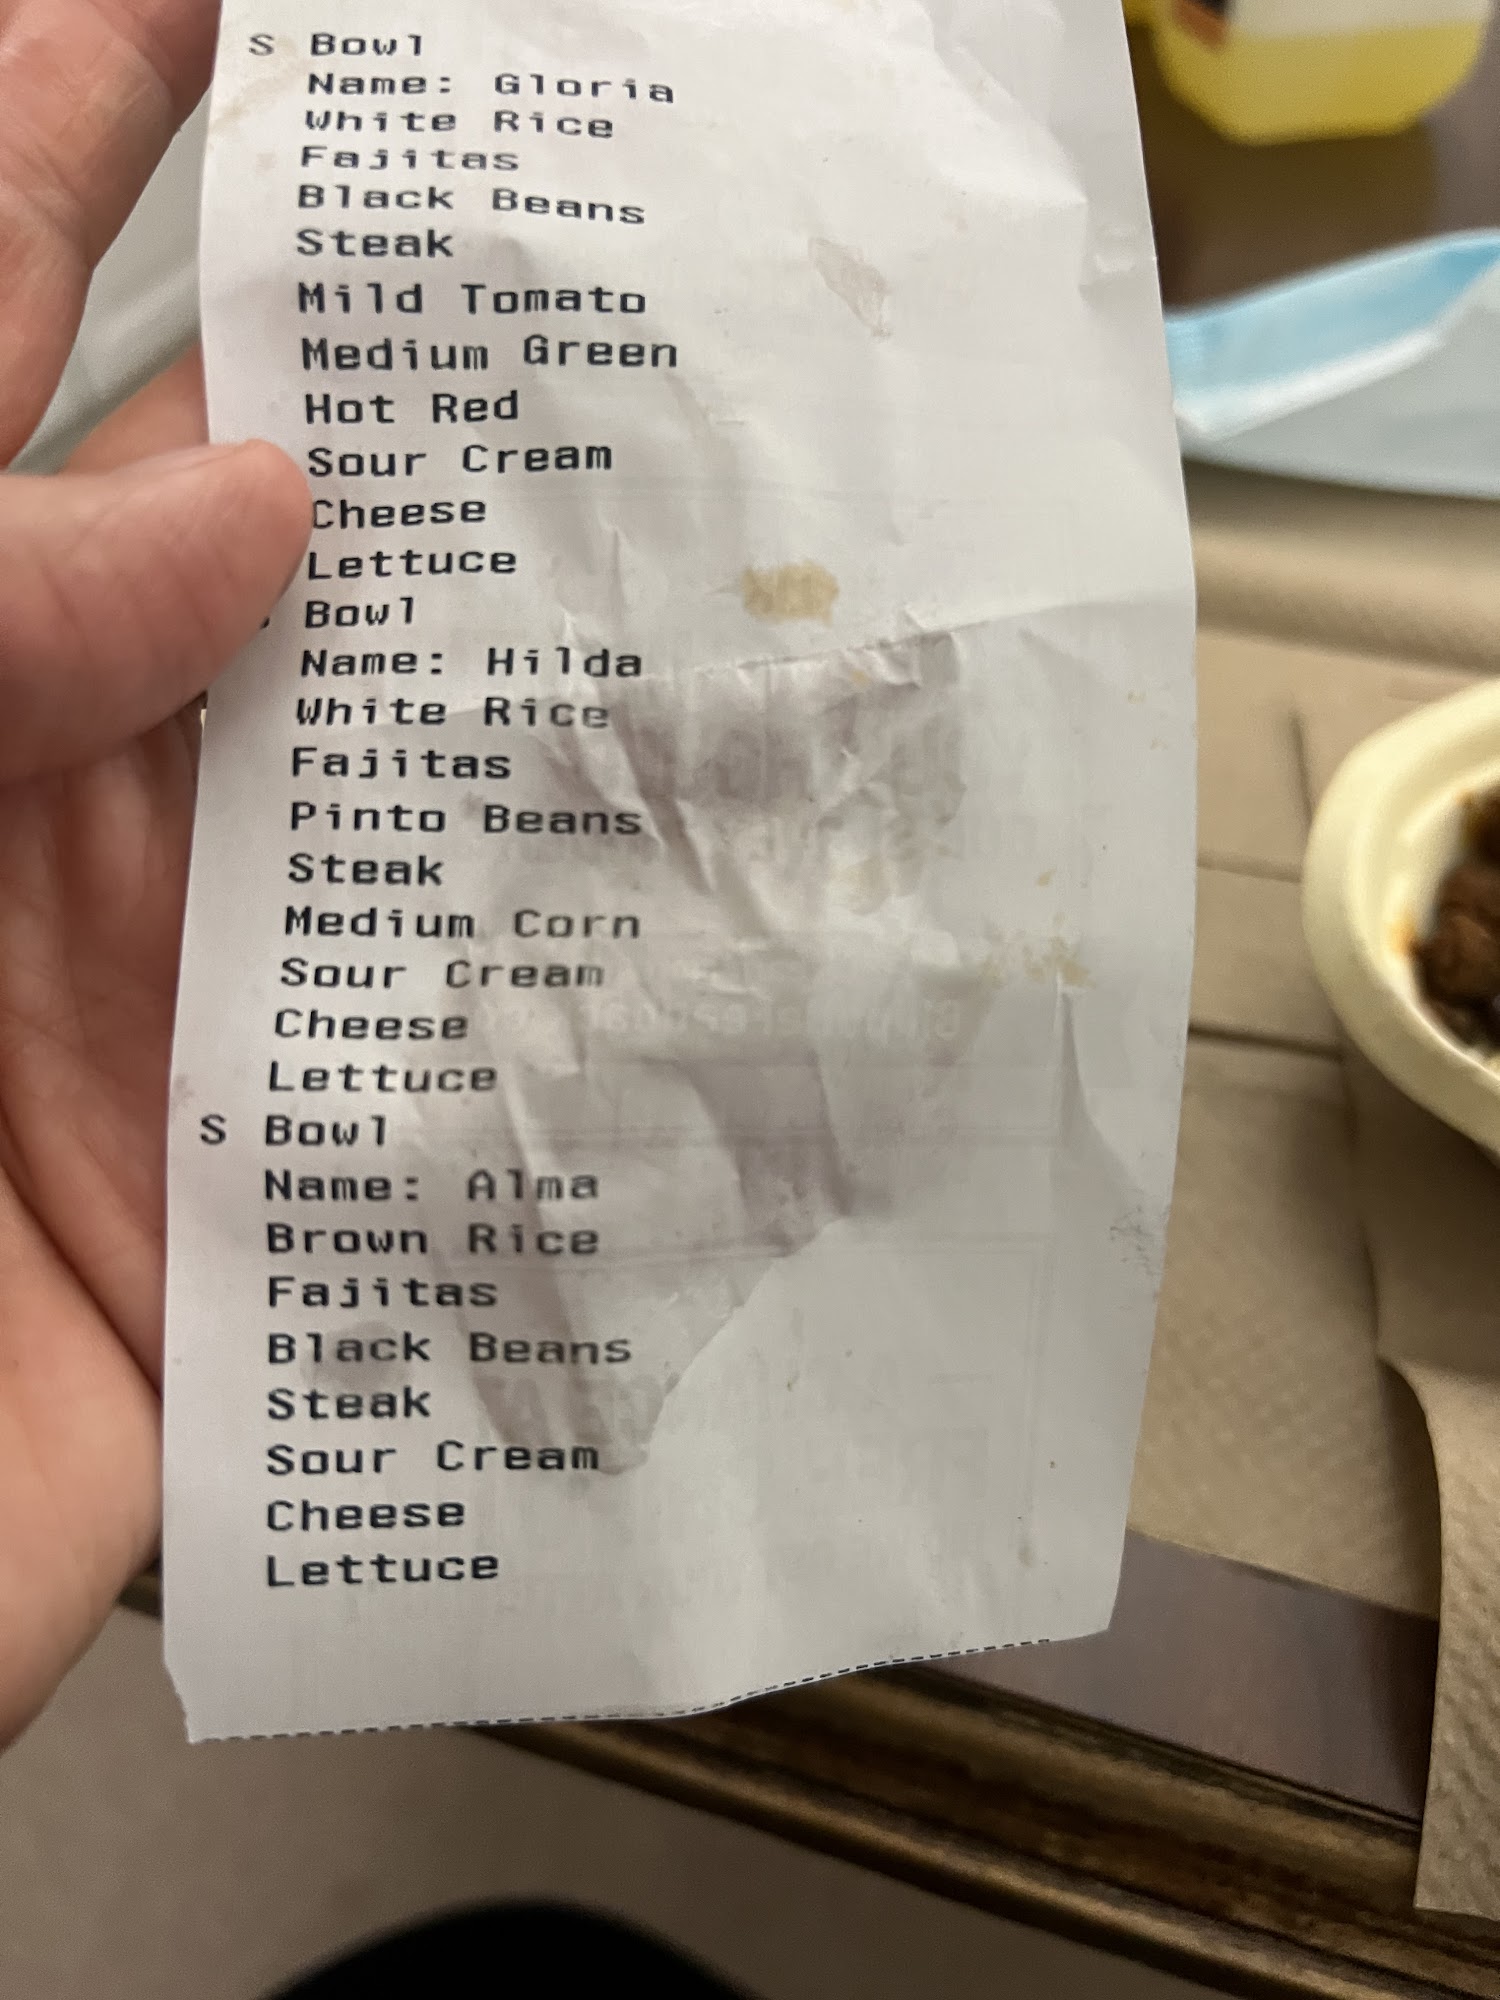 S Bowl
Name: Gloria
White Rice
Fajitas
Black Beans
Steak
Mild Tomato
Medium Green
Hot Red
Sour Cream
Cheese
Lettuce
Bowl
Name: Hilda
White Rice
Fajitas
Pinto Beans
Steak
Medium Corn
Sour Cream
Cheese
Lettuce
S Bowl
Name: Alma
Brown Rice
Fajitas
Black Beans
Steak
Sour Cream
Cheese
Lettuce